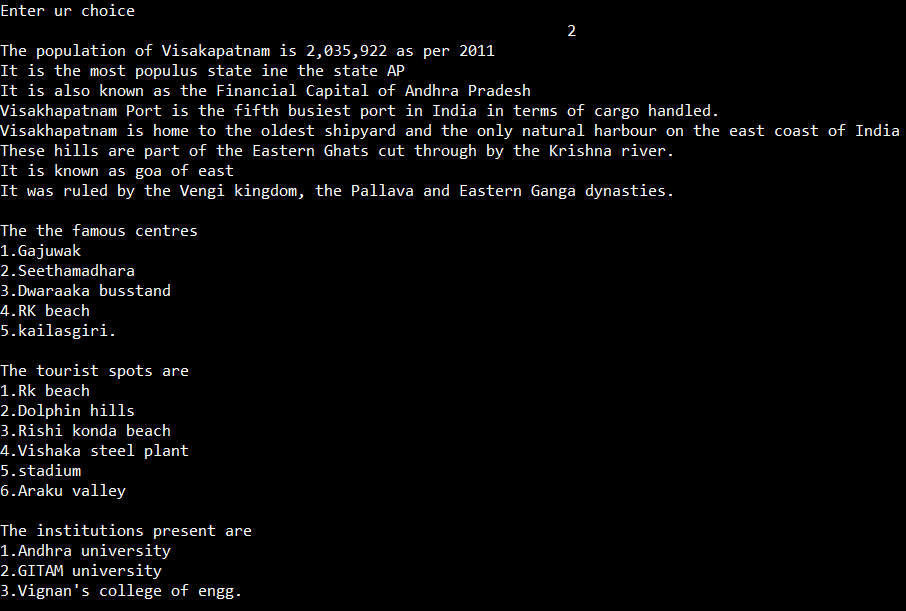 Enter ur choice
2
The population of Visakapatnam is 2,035,922 as per 2011
It is the most populus state ine the state AP
It is also known as the Financial Capital of Andhra Pradesh
Visakhapatnam Port is the fifth busiest port in India in terms of cargo handled.
Visakhapatnam is home to the oldest shipyard and the only natural harbour on the east coast of India
These hills are part of the Eastern Ghats cut through by the Krishna river.
It is known as goa of east
It was ruled by the Vengi kingdom, the Pallava and Eastern Ganga dynasties.
The the famous centres
1.Gajuwak
2.Seethamadhara
3.Dwaraaka busstand
4.RK beach
5.kailasgiri.
The tourist spots are
1.Rk beach
2.Dolphin hills
3.Rishi konda beach
4.Vishaka steel plant
5.stadium
6.Araku valley
The institutions present are
1.Andhra university
2.GITAM university
3.Vignan's college of engg.